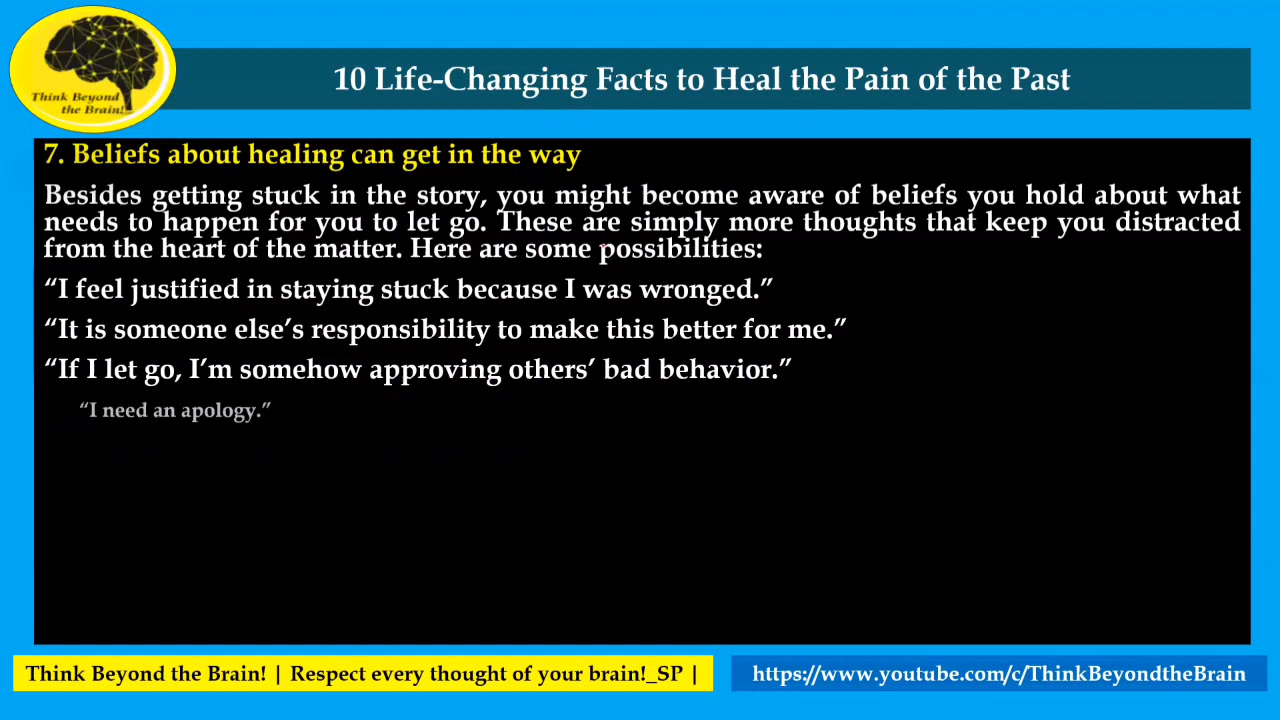 Think Beyond
the Brain!
10 Life-Changing Facts to Heal the Pain of the Past
7. Beliefs about healing can get in the way
Besides getting stuck in the story, you might become aware of beliefs you hold about what
needs to happen for you to let go. These are simply more thoughts that keep you distracted
from the heart of the matter. Here are some possibilities:
“I feel justified in staying stuck because I was wronged.”
“It is someone else’s responsibility to make this better for me.”
“If I let go, I’m somehow approving others’ bad behavior.”
“I need an apology.”
Think Beyond the Brain! | Respect every thought of your brain!_SP |
https://www.youtube.com/c/ThinkBeyondtheBrain